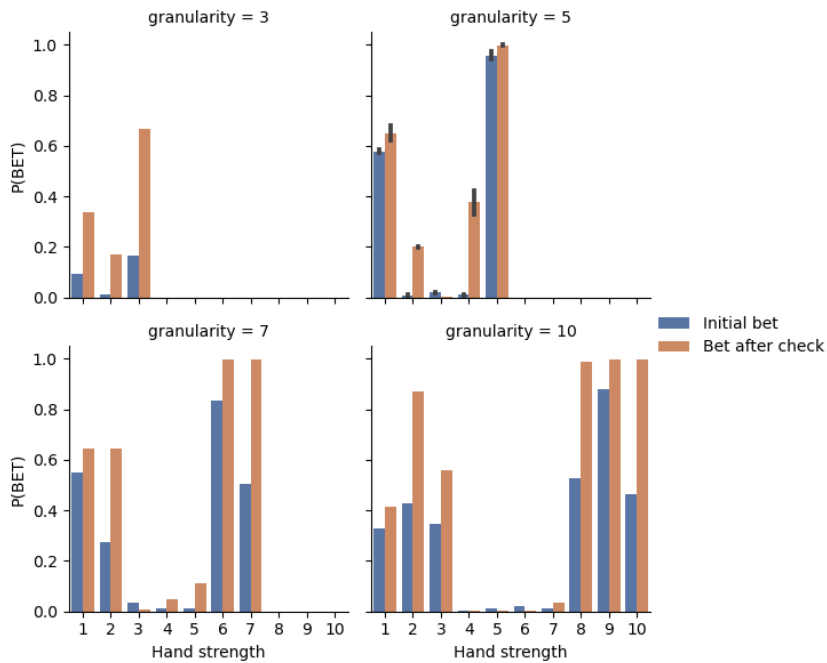 granularity = 3
granularity = 5
1.0
0.8
0.6
0.4
0.2
0.0
P(BET)
granularity = 7
granularity = 10
1.0
0.8
0.6
0.4
0.2
0.0
P(BET)
1 2 3 4 5 6 7 8 9 10
Hand strength
1 2 3 4 5 6 7 8 9 10
Hand strength
Initial bet
Bet after check